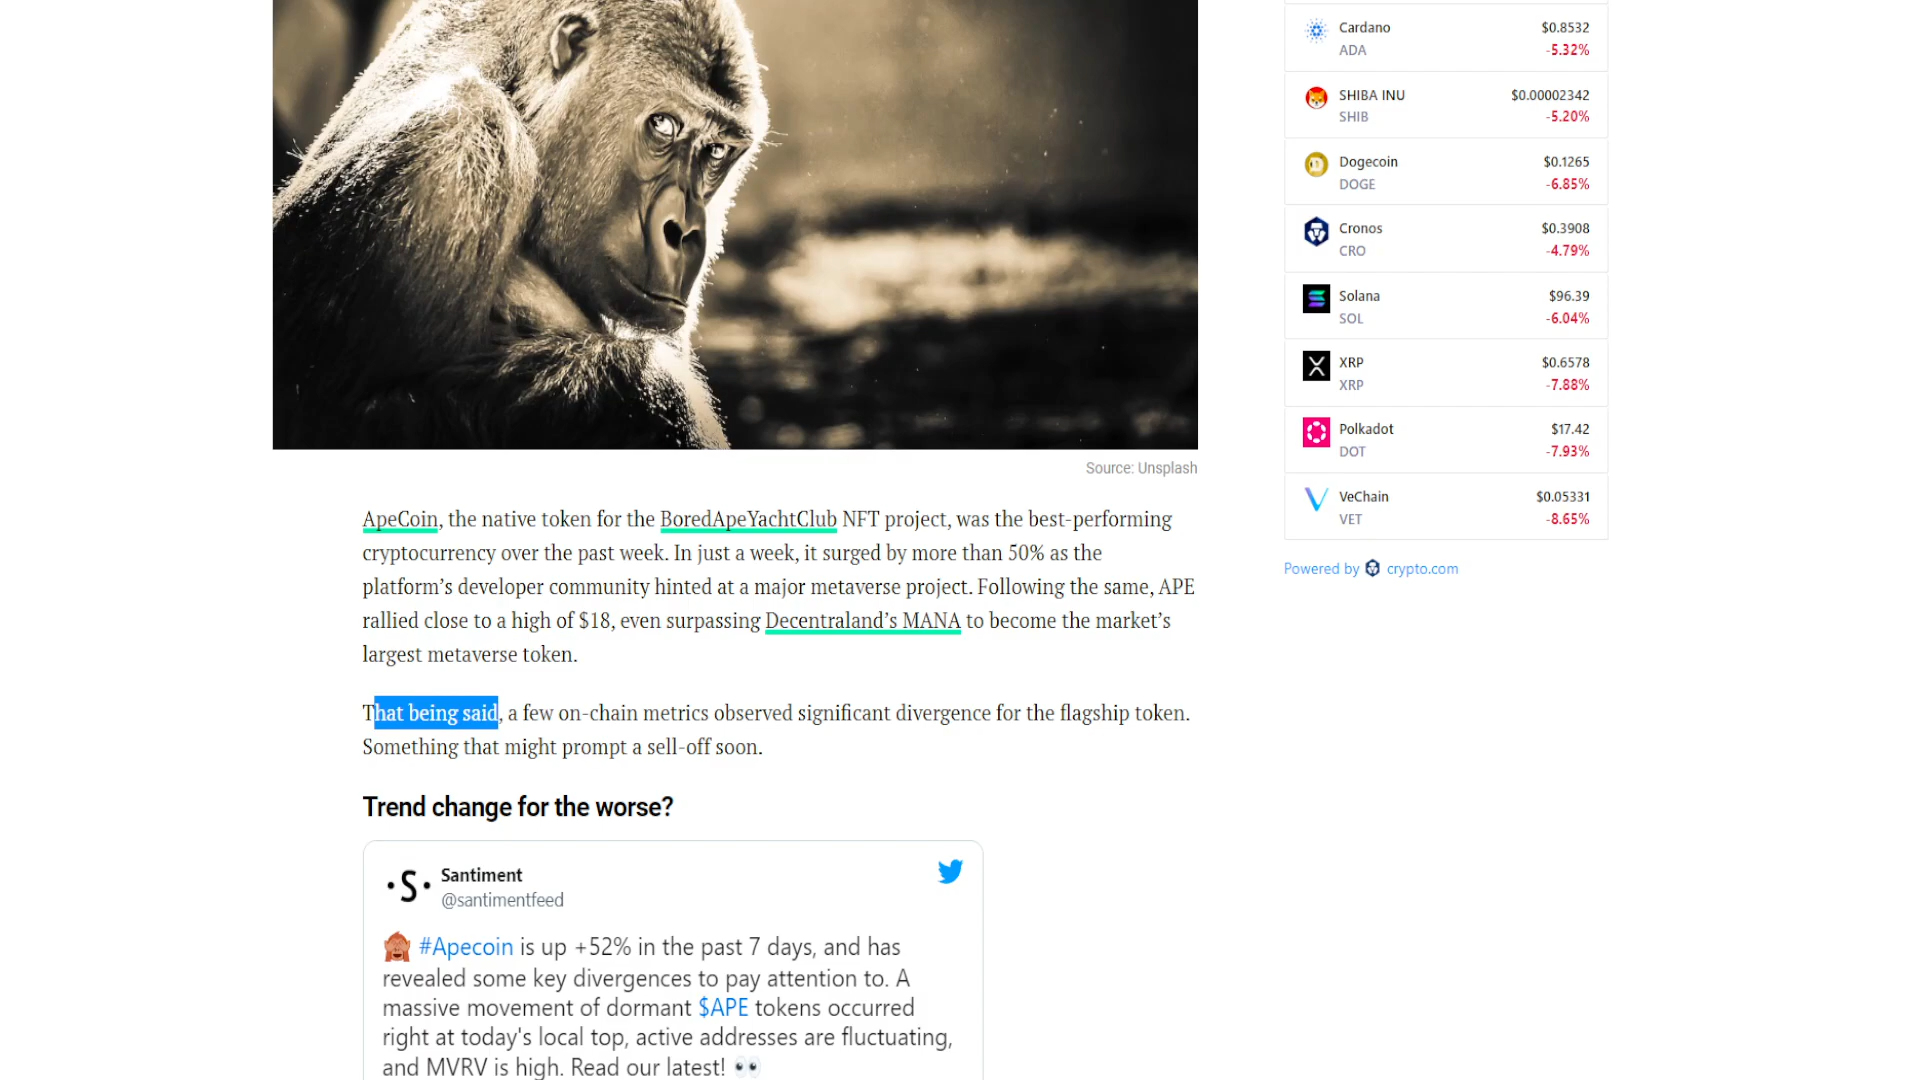 Source: Unsplash
ApeCoin, the native token for the BoredApeYachtClub NFT project, was the best-performing
cryptocurrency over the past week. In just a week, it surged by more than 50% as the
platform’s developer community hinted at a major metaverse project. Following the same, APE
rallied close to a high of $18, even surpassing Decentraland’s MANA to become the market’s
largest metaverse token.
That being said, a few on-chain metrics observed significant divergence for the flagship token.
Something that might prompt a sell-off soon.
Trend change for the worse?
·S·
Santiment
@santimentfeed
#Apecoin is up +52% in the past 7 days, and has
revealed some key divergences to pay attention to. A
massive movement of dormant $APE tokens occurred
right at today's local top, active addresses are fluctuating,
and MVRV is high. Read our latest!
Cardano $0.8532
ADA -5.32%
SHIBA INU $0.00002342
SHIB -5.20%
Dogecoin $0.1265
DOGE -6.85%
Cronos $0.3908
CRO -4.79%
Solana $96.39
SOL -6.04%
XRP $0.6578
XRP -7.88%
Polkadot $17.42
DOT -7.93%
VeChain $0.05331
VET -8.65%
Powered by crypto.com